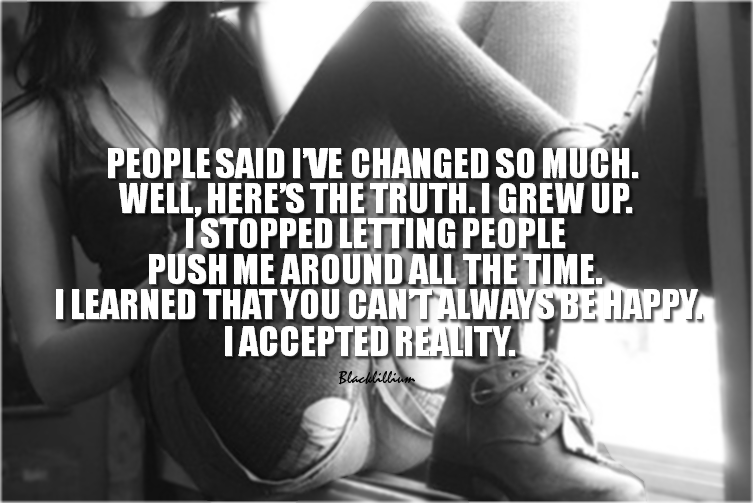 PEOPLE SAID I'VE CHANGED SO MUCH.
WELL, HERE'S THE TRUTH. I GREW UP.
I STOPPED LETTING PEOPLE
PUSH ME AROUND ALL THE TIME.
I LEARNED THAT YOU CAN'T ALWAYS BE HAPPY.
I ACCEPTED REALITY.
Blacklillium